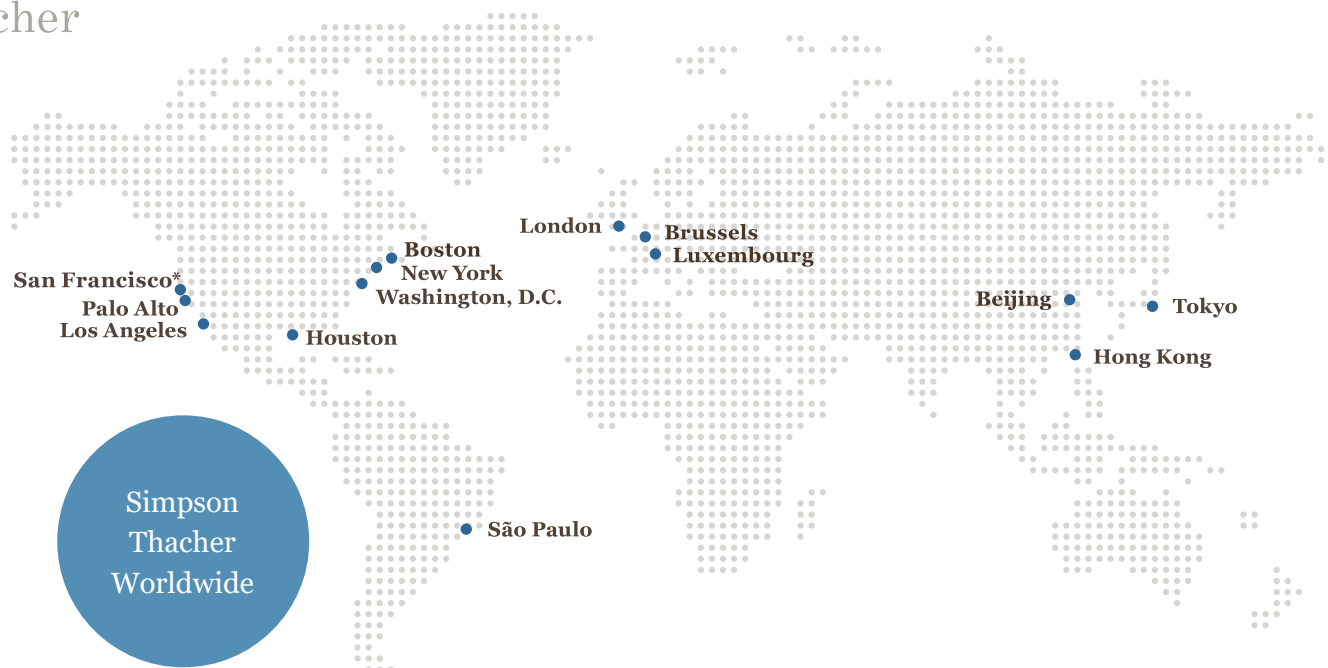 cher
London
Brussels
Luxembourg
Boston
New York
Washington, D.C.
San Francisco*
Palo Alto
Los Angeles
Houston
Beijing
Tokyo
Hong Kong
São Paulo
Simpson
Thacher
Worldwide